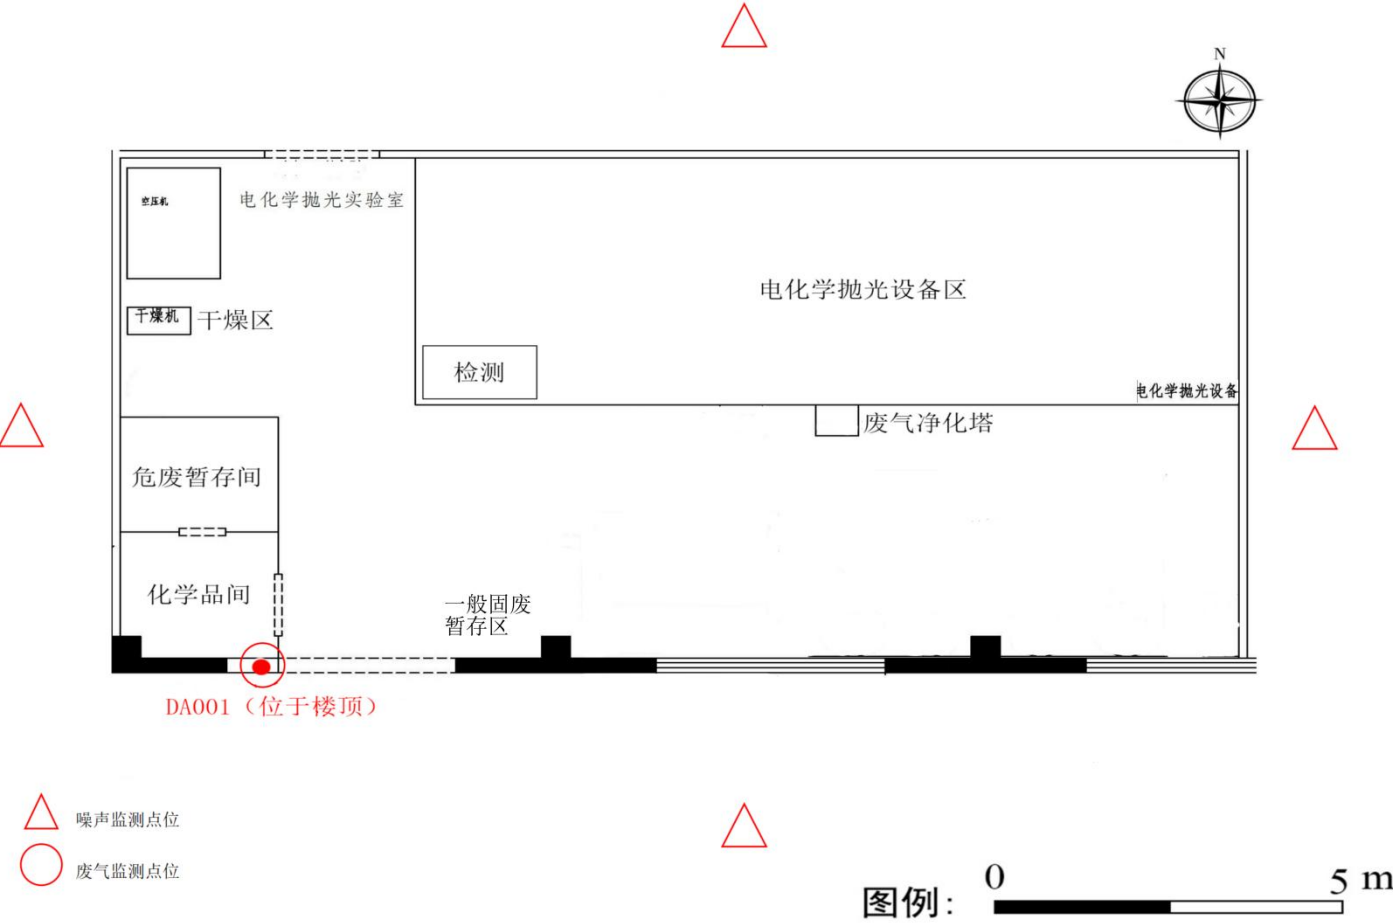 N
空压机
电化学抛光实验室
电化学抛光设备区
干燥机
干燥区
检测
电化学抛光设备
废气净化塔
危废暂存间
化学品间
一般固废
暂存区
DA001（位于楼顶）
噪声监测点位
废气监测点位
图例：
0
5 m